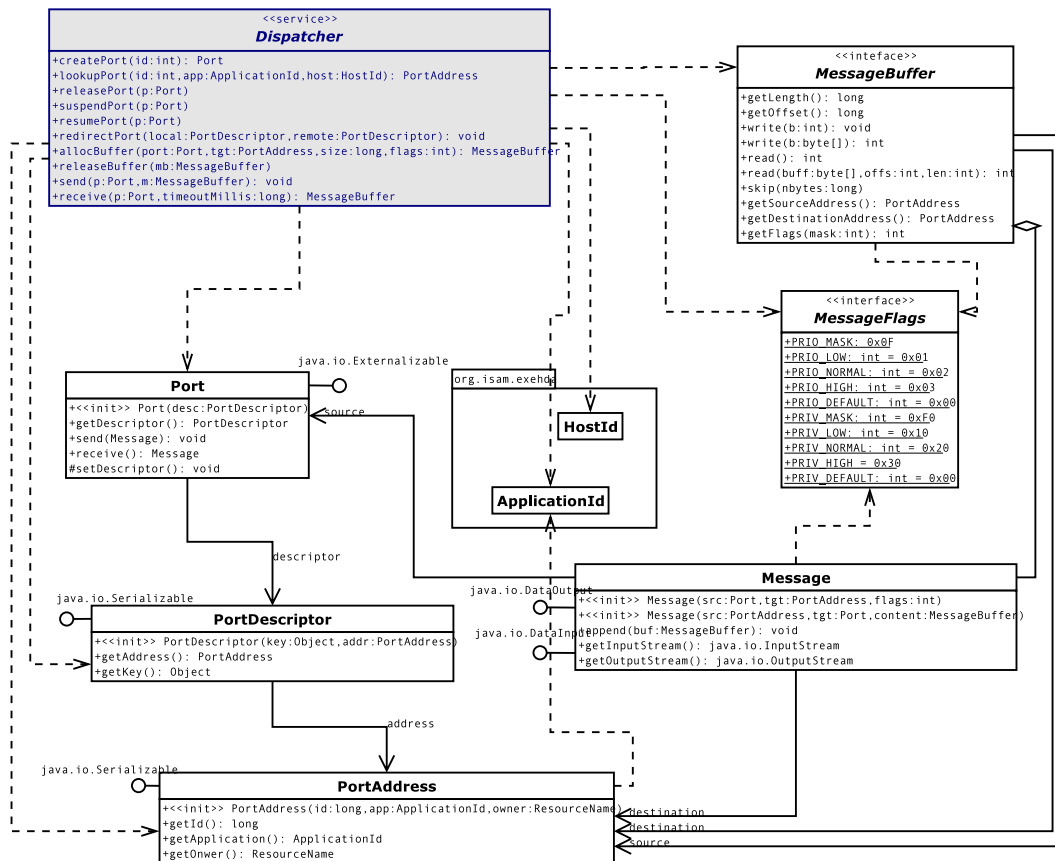 <<service>>
Dispatcher
+createPort(id:int): Port
+lookupPort(id:int,app:ApplicationId,host:HostId): PortAddress
+releasePort(p:Port)
+suspendPort(p:Port)
+resumePort(p:Port)
+redirectPort(local:PortDescriptor,remote:PortDescriptor): void
+allocBuffer(port:Port,tgt:PortAddress,size:long,flags:int): MessageBuffer
+releaseBuffer(mb:MessageBuffer)
+send(p:Port,m:MessageBuffer): void
+receive(p:Port,timeoutMillis:long): MessageBuffer
<<inteface>>
MessageBuffer
+getLength(): long
+getOffset(): long
+write(b:int): void
+write(b:byte[]): int
+read(): int
+read(buff:byte[],offs:int,len:int): int
+skip(nbytes:long)
+getSourceAddress(): PortAddress
+getDestinationAddress(): PortAddress
+getFlags(mask:int): int
<<interface>>
MessageFlags
+PRIO_MASK: 0x0F
+PRIO_LOW: int = 0x01
+PRIO_NORMAL: int = 0x02
+PRIO_HIGH: int = 0x03
+PRIO_DEFAULT: int = 0x00
+PRIV_MASK: int = 0xF0
+PRIV_LOW: int = 0x10
+PRIV_NORMAL: int = 0x20
+PRIV_HIGH = 0x30
+PRIV_DEFAULT: int = 0x00
java.io.Externalizable
Port
+<<init>> Port(desc:PortDescriptor)
+getDescriptor(): PortDescriptor
+send(Message): void
+receive(): Message
#setDescriptor(): void
source
org.isam.exehda
HostId
ApplicationId
descriptor
java.io.Serializable
PortDescriptor
+<<init>> PortDescriptor(key:Object,addr:PortAddress)
+getAddress(): PortAddress
+getKey(): Object
java.io.DataOutput
java.io.DataInput
Message
+<<init>> Message(src:Port,tgt:PortAddress,flags:int)
+<<init>> Message(src:PortAddress,tgt:Port,content:MessageBuffer)
+append(buf:MessageBuffer): void
+getInputStream(): java.io.InputStream
+getOutputStream(): java.io.OutputStream
address
java.io.Serializable
PortAddress
+<<init>> PortAddress(id:long,app:ApplicationId,owner:ResourceName)
+getId(): long
+getApplication(): ApplicationId
+getOnwer(): ResourceName
destination
destination
source